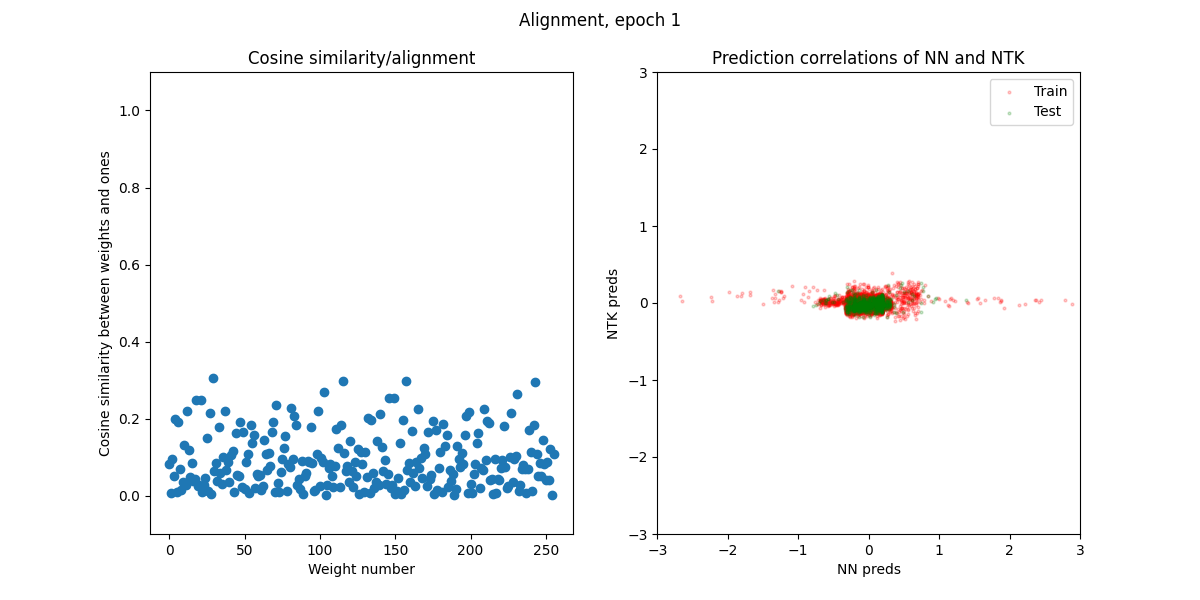 Alignment, epoch 1
Cosine similarity/alignment
Cosine similarity between weights and ones
1.0
0.8
0.6
0.4
0.2
0.0
0
50
100
150
200
250
Weight number
Prediction correlations of NN and NTK
NTK preds
3
2
1
0
−1
−2
−3
−3
−2
−1
0
1
2
3
NN preds
Train
Test